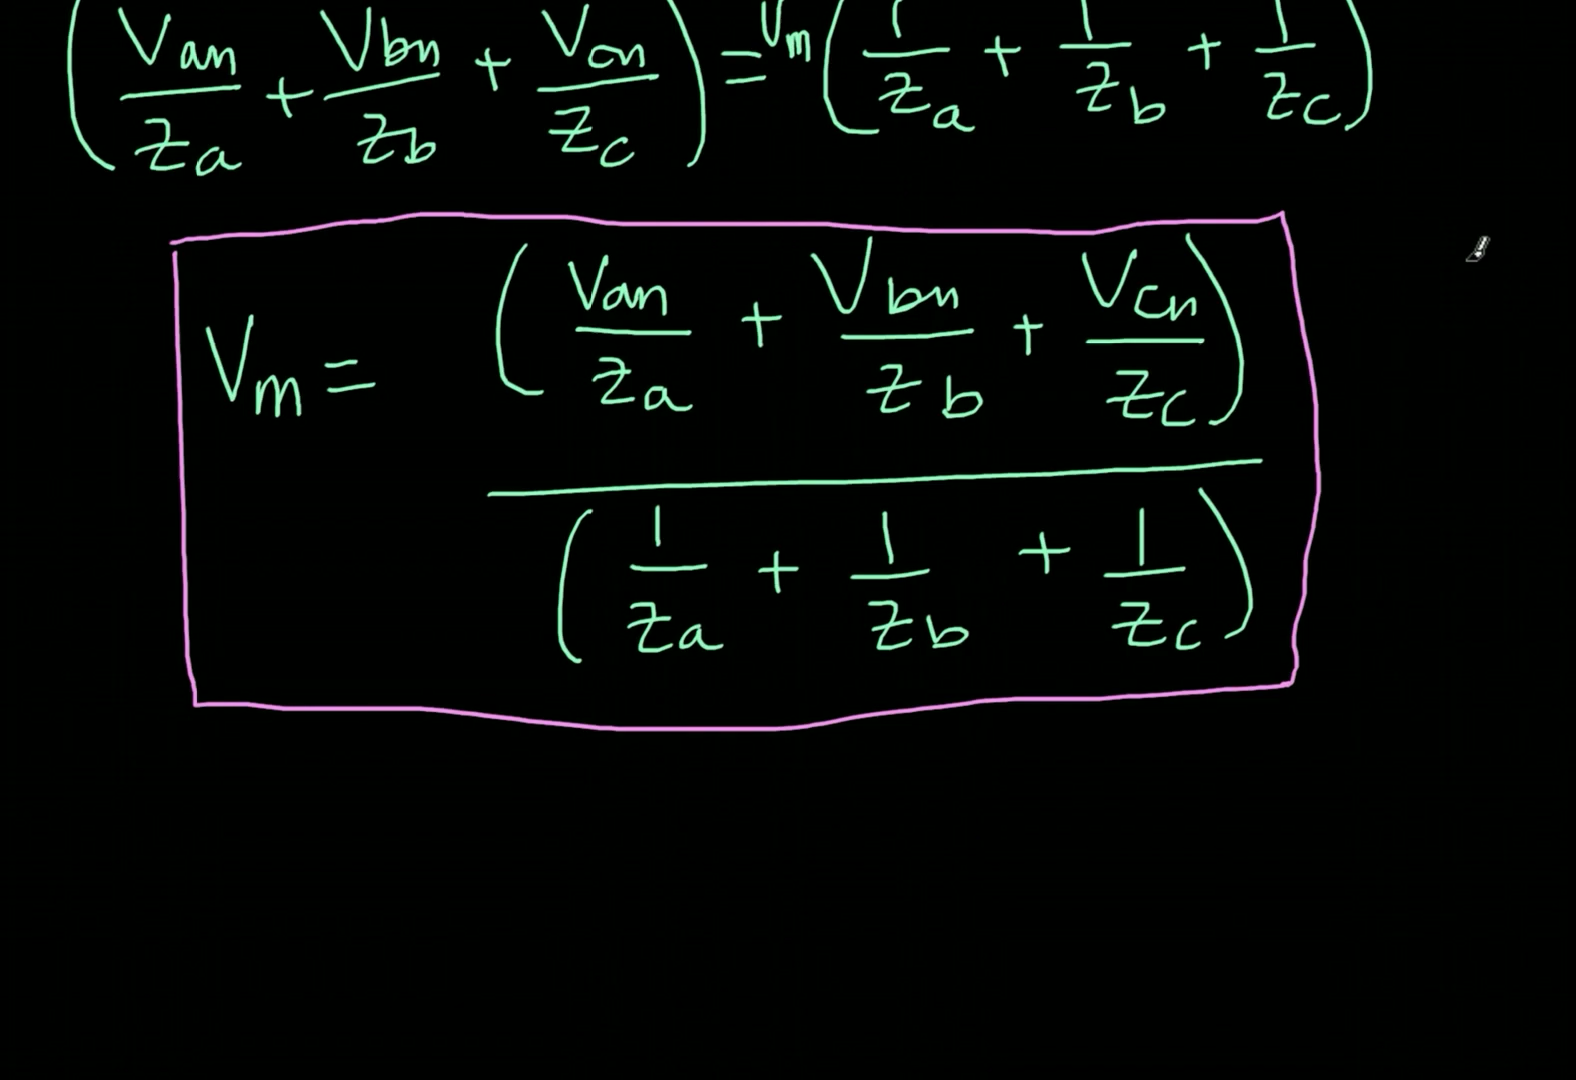 (Van/Za + Vbn/Zb + Vcn/Zc) = Vm(1/Za + 1/Zb + 1/Zc)
Vm = (Van/Za + Vbn/Zb + Vcn/Zc) / (1/Za + 1/Zb + 1/Zc)